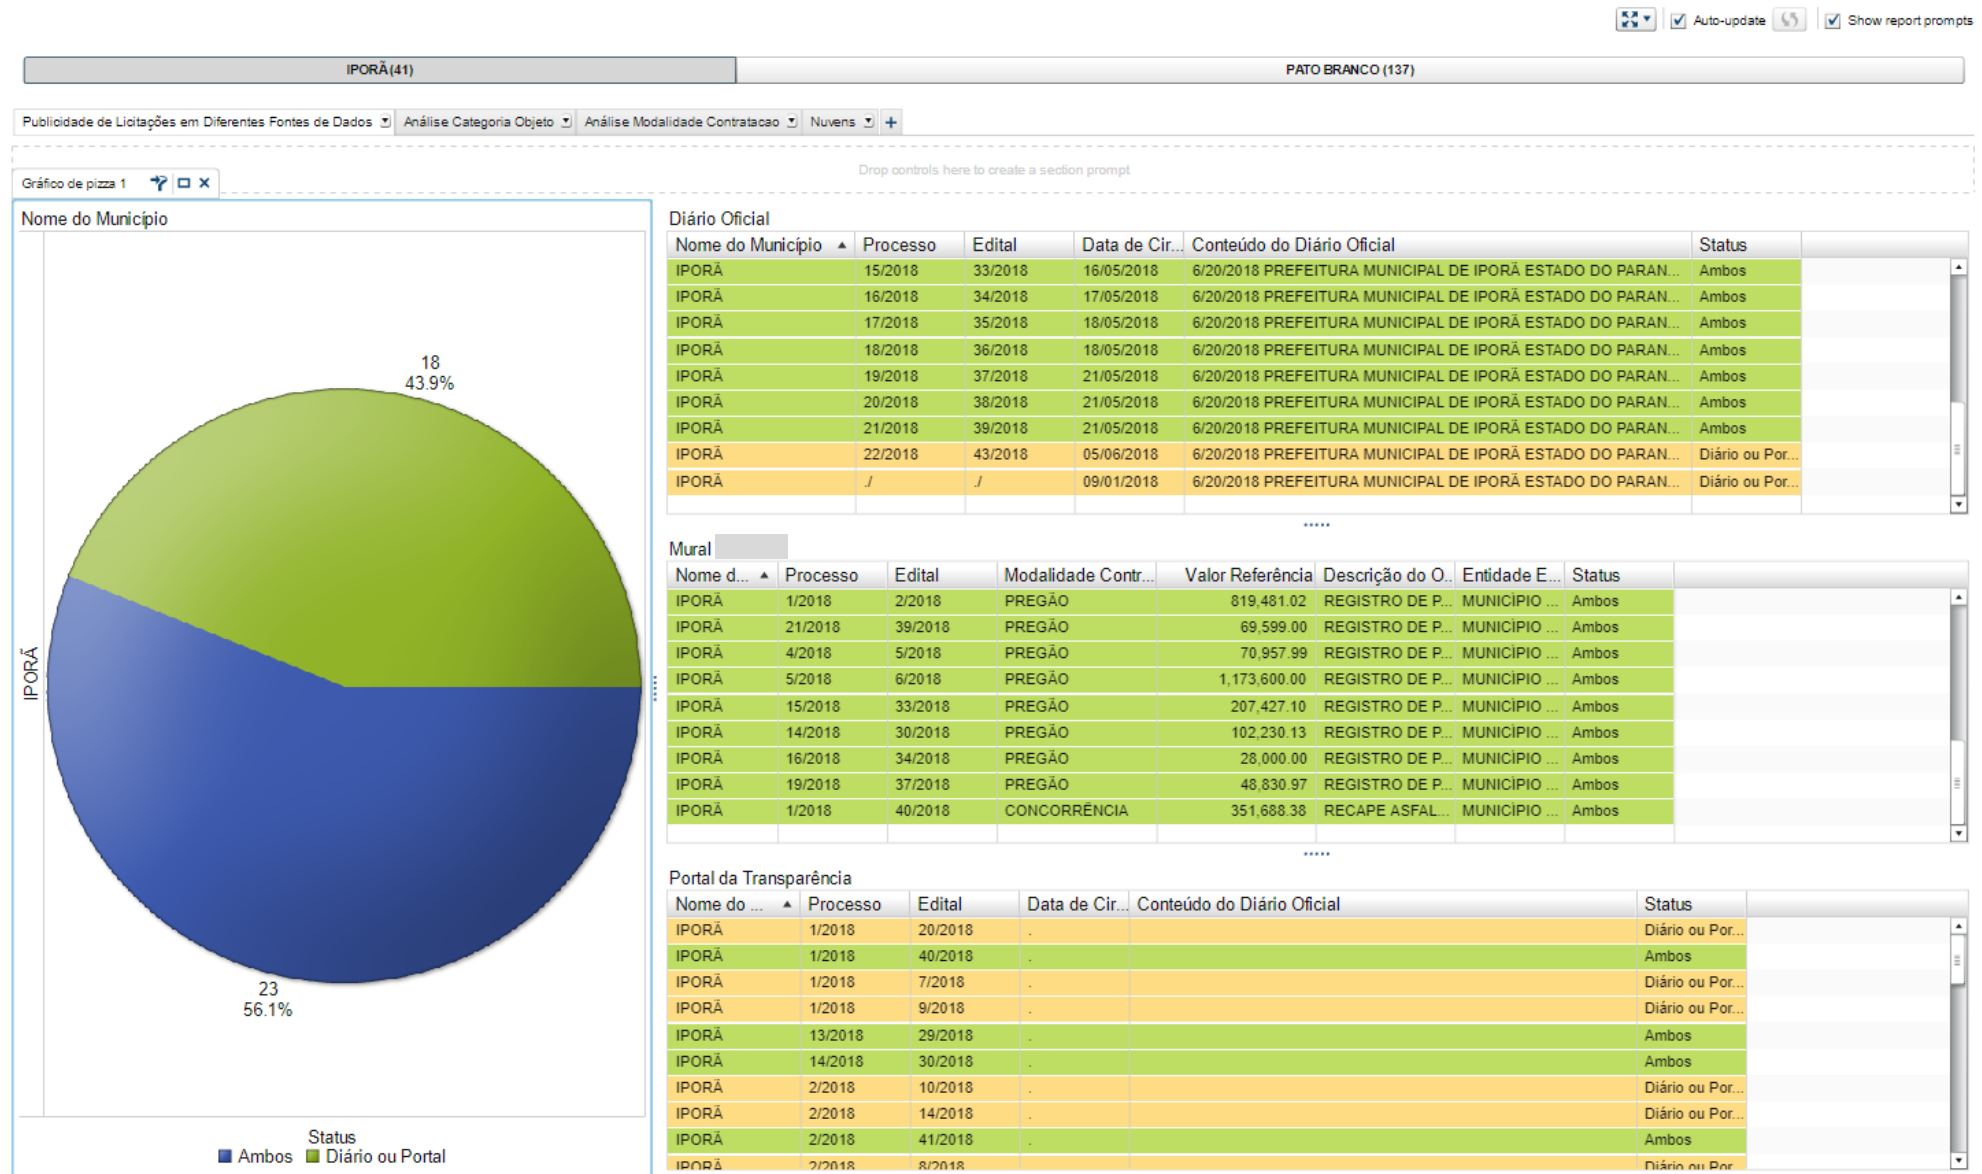 Auto-update Show report prompts
IPORÃ(41) PATO BRANCO (137)
Publicidade de Licitações em Diferentes Fontes de Dados Análise Categoria Objeto Análise Modalidade Contratacao Nuvens +
Drop controls here to create a section prompt
Gráfico de pizza 1
Nome do Município
18
43.9%
IPORÃ
23
56.1%
Status
Ambos Diário ou Portal
Diário Oficial
Nome do Município Processo Edital Data de Cir... Conteúdo do Diário Oficial Status
IPORÃ 15/2018 33/2018 16/05/2018 6/20/2018 PREFEITURA MUNICIPAL DE IPORÃ ESTADO DO PARAN... Ambos
IPORÃ 16/2018 34/2018 17/05/2018 6/20/2018 PREFEITURA MUNICIPAL DE IPORÃ ESTADO DO PARAN... Ambos
IPORÃ 17/2018 35/2018 18/05/2018 6/20/2018 PREFEITURA MUNICIPAL DE IPORÃ ESTADO DO PARAN... Ambos
IPORÃ 18/2018 36/2018 18/05/2018 6/20/2018 PREFEITURA MUNICIPAL DE IPORÃ ESTADO DO PARAN... Ambos
IPORÃ 19/2018 37/2018 21/05/2018 6/20/2018 PREFEITURA MUNICIPAL DE IPORÃ ESTADO DO PARAN... Ambos
IPORÃ 20/2018 38/2018 21/05/2018 6/20/2018 PREFEITURA MUNICIPAL DE IPORÃ ESTADO DO PARAN... Ambos
IPORÃ 21/2018 39/2018 21/05/2018 6/20/2018 PREFEITURA MUNICIPAL DE IPORÃ ESTADO DO PARAN... Ambos
IPORÃ 22/2018 43/2018 05/06/2018 6/20/2018 PREFEITURA MUNICIPAL DE IPORÃ ESTADO DO PARAN... Diário ou Por...
IPORÃ ./ ./ 09/01/2018 6/20/2018 PREFEITURA MUNICIPAL DE IPORÃ ESTADO DO PARAN... Diário ou Por...
Mural
Nome d... Processo Edital Modalidade Contr... Valor Referência Descrição do O... Entidade E... Status
IPORÃ 1/2018 2/2018 PREGÃO 819,481.02 REGISTRO DE P... MUNICÍPIO ... Ambos
IPORÃ 21/2018 39/2018 PREGÃO 69,599.00 REGISTRO DE P... MUNICÍPIO ... Ambos
IPORÃ 4/2018 5/2018 PREGÃO 70,957.99 REGISTRO DE P... MUNICÍPIO ... Ambos
IPORÃ 5/2018 6/2018 PREGÃO 1,173,600.00 REGISTRO DE P... MUNICÍPIO ... Ambos
IPORÃ 15/2018 33/2018 PREGÃO 207,427.10 REGISTRO DE P... MUNICÍPIO ... Ambos
IPORÃ 14/2018 30/2018 PREGÃO 102,230.13 REGISTRO DE P... MUNICÍPIO ... Ambos
IPORÃ 16/2018 34/2018 PREGÃO 28,000.00 REGISTRO DE P... MUNICÍPIO ... Ambos
IPORÃ 19/2018 37/2018 PREGÃO 48,830.97 REGISTRO DE P... MUNICÍPIO ... Ambos
IPORÃ 1/2018 40/2018 CONCORRÊNCIA 351,688.38 RECAPE ASFAL... MUNICÍPIO ... Ambos
Portal da Transparência
Nome do ... Processo Edital Data de Cir... Conteúdo do Diário Oficial Status
IPORÃ 1/2018 20/2018 . Diário ou Por...
IPORÃ 1/2018 40/2018 . Ambos
IPORÃ 1/2018 7/2018 . Diário ou Por...
IPORÃ 1/2018 9/2018 . Diário ou Por...
IPORÃ 13/2018 29/2018 . Ambos
IPORÃ 14/2018 30/2018 . Ambos
IPORÃ 2/2018 10/2018 . Diário ou Por...
IPORÃ 2/2018 14/2018 . Diário ou Por...
IPORÃ 2/2018 41/2018 . Ambos
IPORÃ 2/2018 8/2018 Diário ou Por